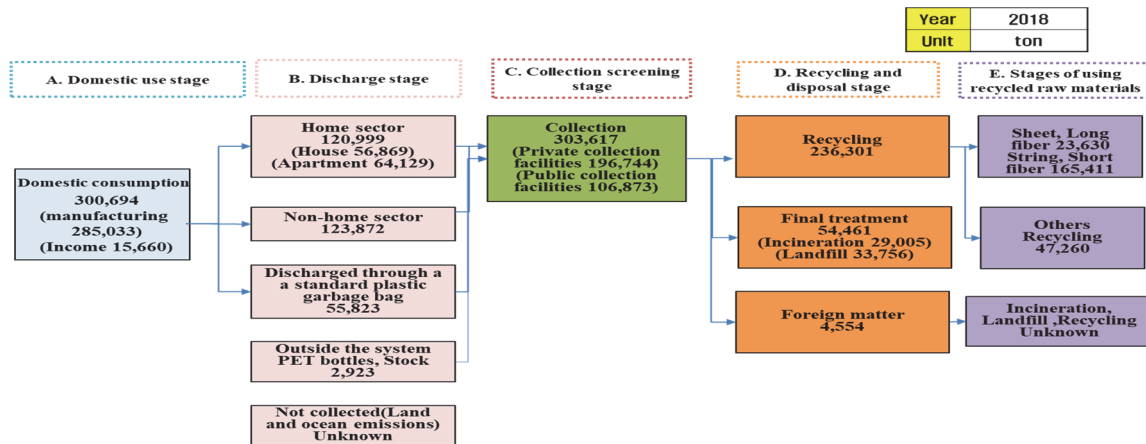 Year 2018
Unit ton
A. Domestic use stage
B. Discharge stage
C. Collection screening
stage
D. Recycling and
disposal stage
E. Stages of using
recycled raw materials
Domestic consumption
300,694
(manufacturing
285,033)
(Income 15,660)
Home sector
120,999
(House 56,869)
(Apartment 64,129)
Non-home sector
123,872
Discharged through a
a standard plastic
garbage bag
55,823
Outside the system
PET bottles, Stock
2,923
Not collected(Land
and ocean emissions)
Unknown
Collection
303,617
(Private collection
facilities 196,744)
(Public collection
facilities 106,873)
Recycling
236,301
Final treatment
54,461
(Incineration 29,005)
(Landfill 33,756)
Foreign matter
4,554
Sheet, Long
fiber 23,630
String, Short
fiber 165,411
Others
Recycling
47,260
Incineration,
Landfill ,Recycling
Unknown